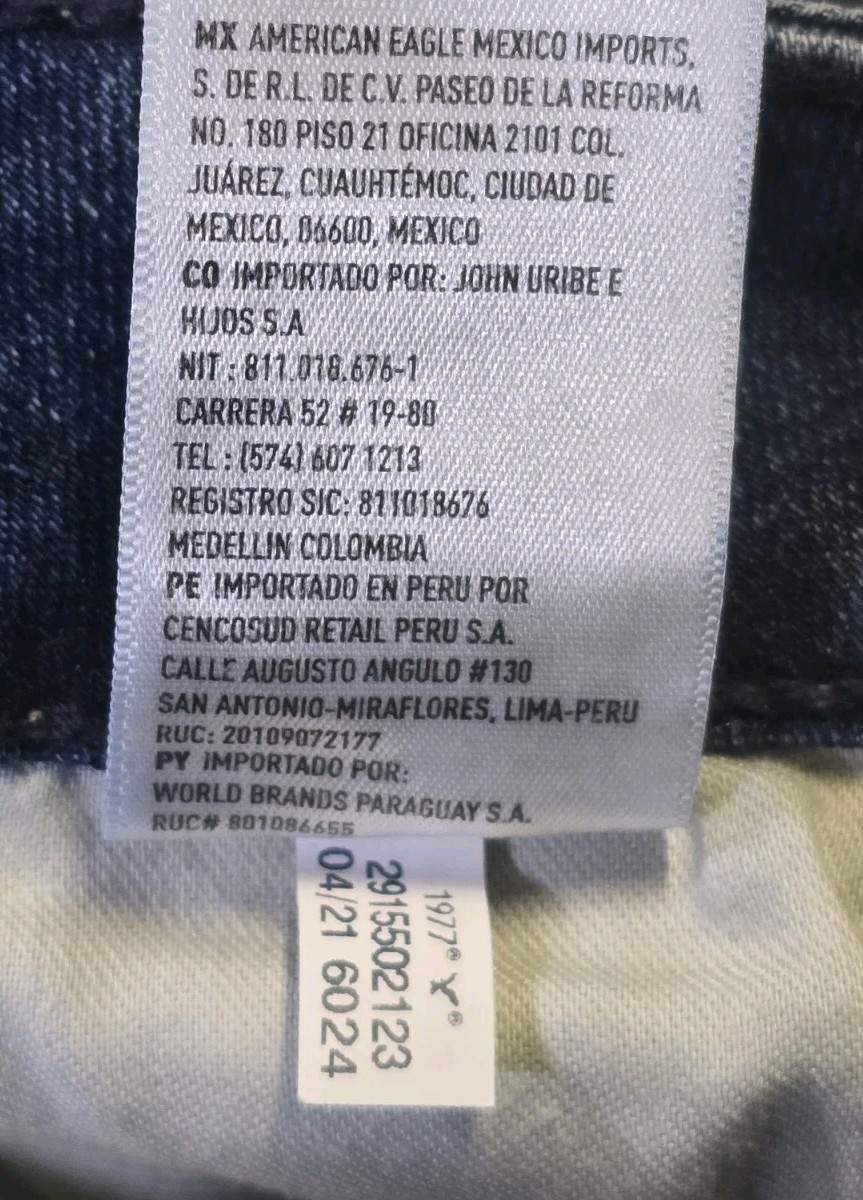 MX AMERICAN EAGLE MEXICO IMPORTS,
S. DE R.L. DE C.V. PASEO DE LA REFORMA
NO. 180 PISO 21 OFICINA 2101 COL.
JUÁREZ, CUAUHTÉMOC, CIUDAD DE
MEXICO, 06600, MEXICO
CO IMPORTADO POR: JOHN URIBE E
HIJOS S.A
NIT : 811.018.676-1
CARRERA 52 # 19-80
TEL : (574) 607 1213
REGISTRO SIC: 811018676
MEDELLIN COLOMBIA
PE IMPORTADO EN PERU POR
CENCOSUD RETAIL PERU S.A.
CALLE AUGUSTO ANGULO #130
SAN ANTONIO-MIRAFLORES, LIMA-PERU
RUC: 20109072177
PY IMPORTADO POR:
WORLD BRANDS PARAGUAY S.A.
RUC# 801086655
1977®
2915502123
04/21 6024